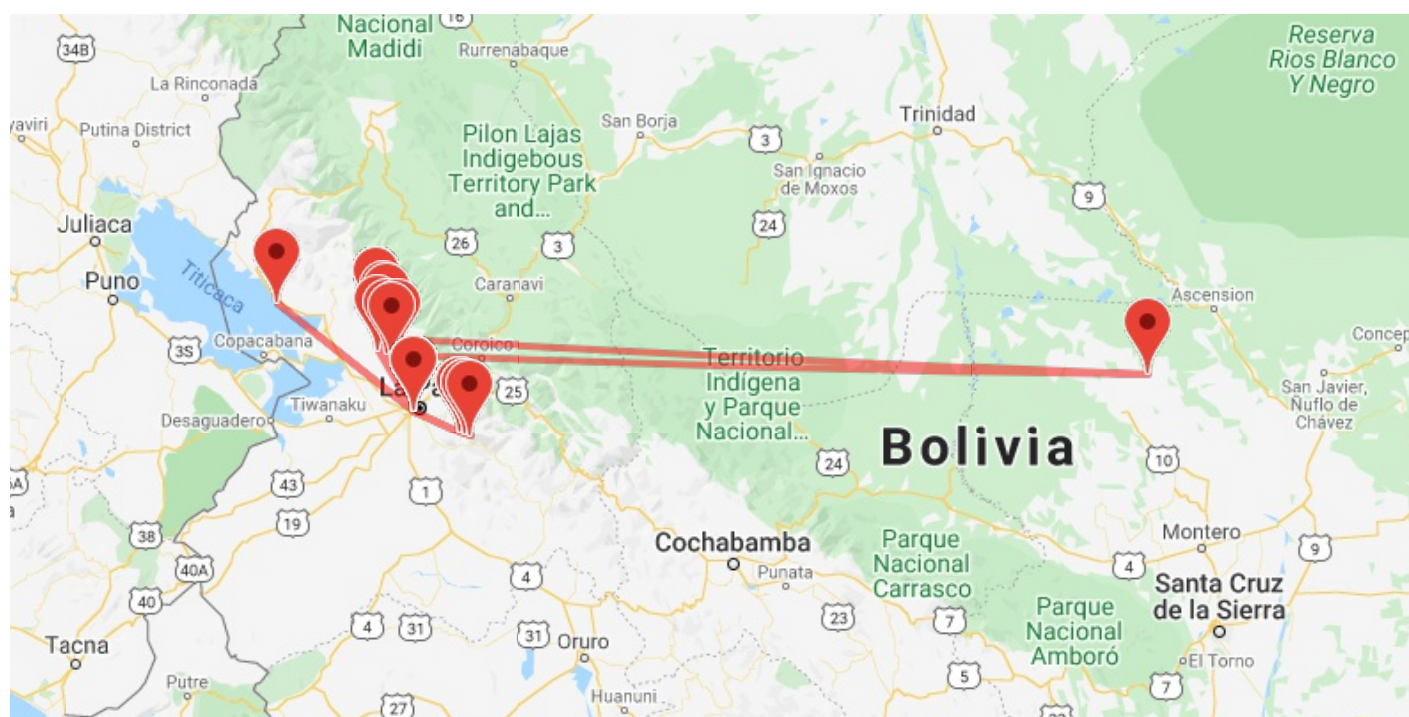 16
34B
Nacional
Madidi
Rurrenabaque
Reserva
Rios Blanco
Y Negro
La Rinconada
Putina District
San Borja
Trinidad
3
Pilon Lajas
Indigebous
Territory Park
and...
San Ignacio
de Moxos
9
Juliaca
24
26
3
Titicaca
Puno
Caranavi
Ascension
3S
Copacabana
Coroico
Territorio
Indígena
y Parque
Nacional...
San Javier,
Ñuflo de
Chávez
25
Tiwanaku
Desaguadero
Bolivia
24
10
43
1
19
38
Cochabamba
Punata
Parque
Nacional
Carrasco
Montero
9
4
40A
4
40
Santa Cruz
de la Sierra
Parque
Nacional
Amboró
23
7
4
31
31
Oruro
Tacna
El Torno
5
7
Putre
Huanuni
27